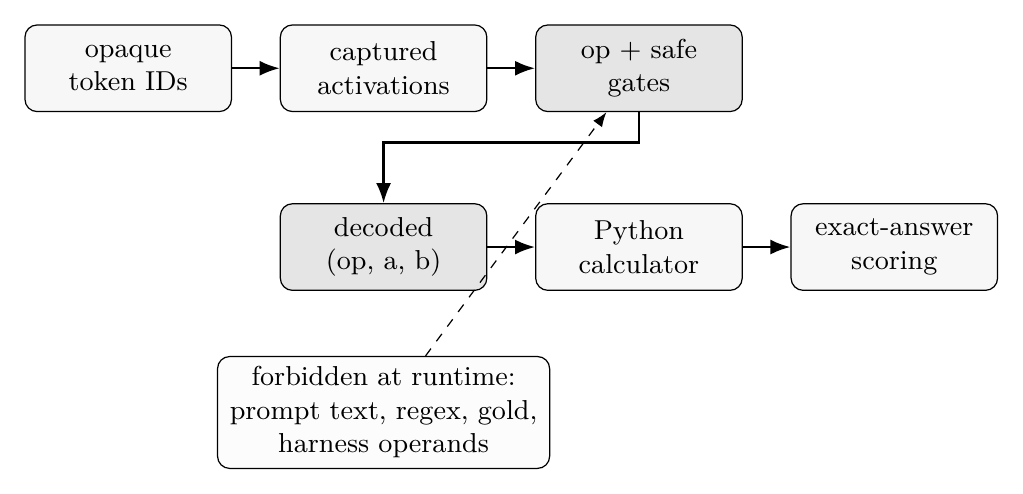 opaque
token IDs
captured
activations
op + safe
gates
decoded
(op, a, b)
Python
calculator
exact-answer
scoring
forbidden at runtime:
prompt text, regex, gold,
harness operands